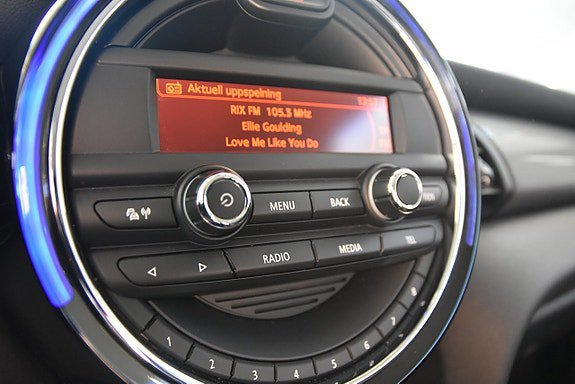 Aktuell uppspelning
RIX FM 105.3 MHz
Ellie Goulding
Love Me Like You Do
MENU
BACK
RADIO
MEDIA
TEL
1
2
3
4
5
6
7
8